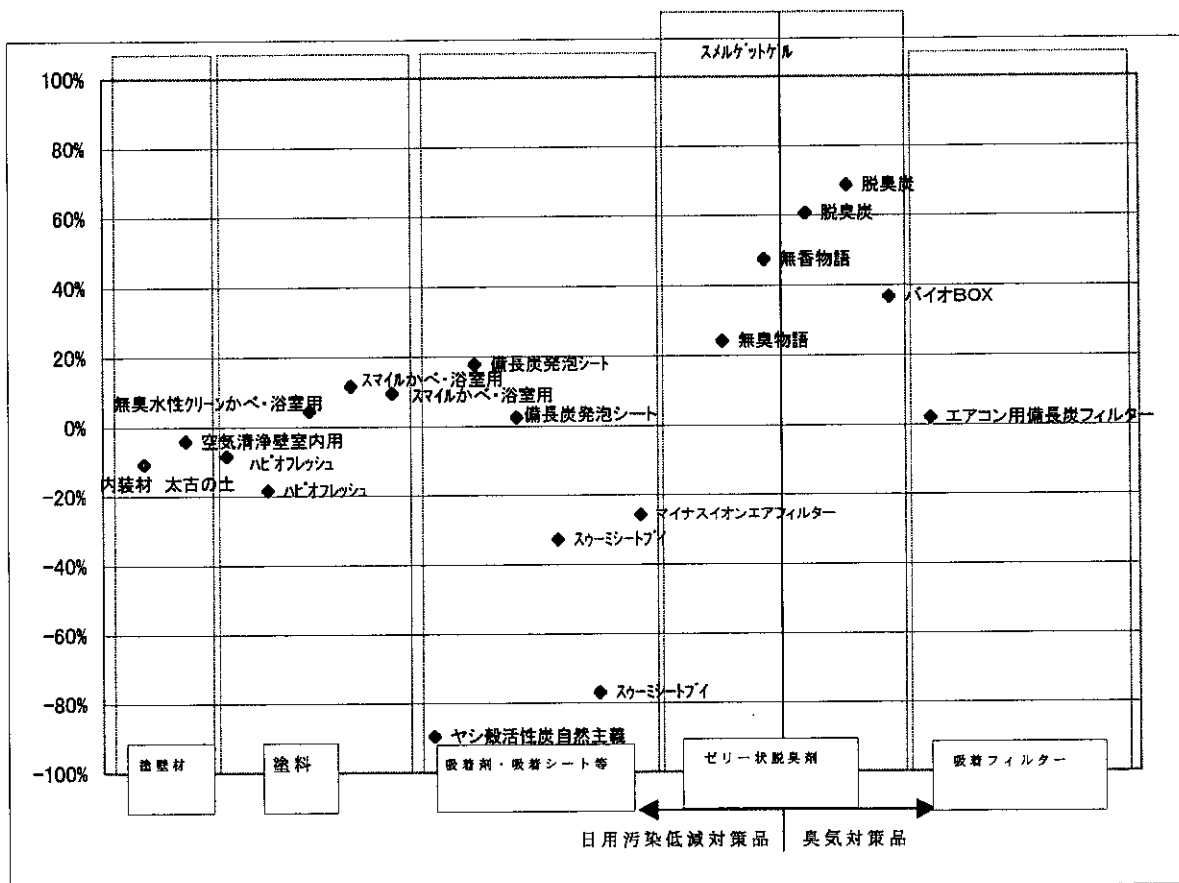 スメルゲットゲル
100%
80%
脱臭炭
60%
脱臭炭
無香物語
40%
バイオBOX
無臭物語
20%
備長炭発泡シート
スマイルかべ・浴室用
スマイルかべ・浴室用
無臭水性クリーンかべ・浴室用
備長炭発泡シート
エアコン用備長炭フィルター
0%
空気清浄壁室内用
ハピオフレッシュ
内装材 太古の土
ハピオフレッシュ
-20%
マイナスイオンエアフィルター
スゥーミシートブイ
-40%
-60%
スゥーミシートブイ
-80%
ヤシ殻活性炭自然主義
-100%
塗壁材
塗料
吸着剤・吸着シート等
ゼリー状脱臭剤
吸着フィルター
日用汚染低減対策品
臭気対策品